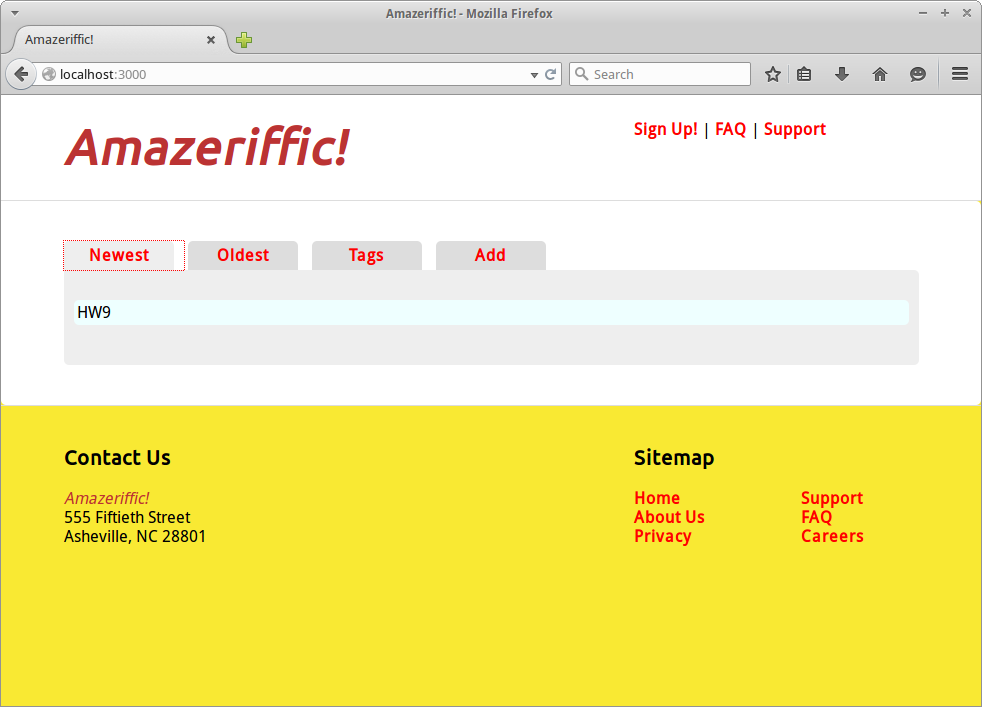 Amazeriffic! - Mozilla Firefox
Amazeriffic!
localhost:3000
Search
Amazeriffic!
Sign Up! | FAQ | Support
Newest
Oldest
Tags
Add
HW9
Contact Us
Amazeriffic!
555 Fiftieth Street
Asheville, NC 28801
Sitemap
Home
About Us
Privacy
Support
FAQ
Careers